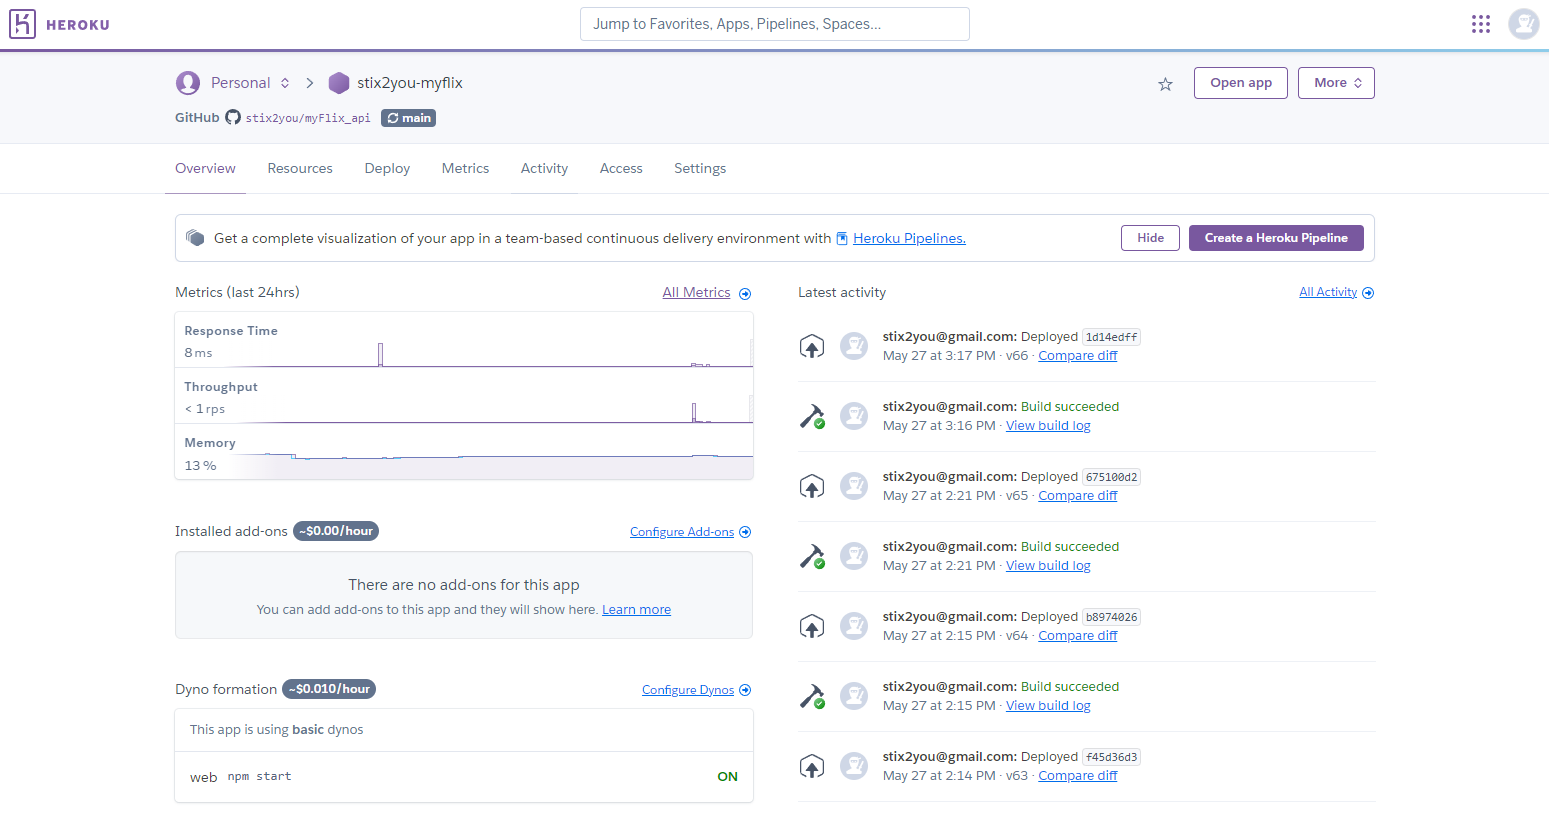 HEROKU
Jump to Favorites, Apps, Pipelines, Spaces...
Personal
stix2you-myflix
Open app
More
GitHub stix2you/myFlix_api main
Overview Resources Deploy Metrics Activity Access Settings
Get a complete visualization of your app in a team-based continuous delivery environment with Heroku Pipelines.
Hide
Create a Heroku Pipeline
Metrics (last 24hrs)
All Metrics
Response Time
8 ms
Throughput
< 1 rps
Memory
13 %
Installed add-ons ~$0.00/hour
Configure Add-ons
There are no add-ons for this app
You can add add-ons to this app and they will show here. Learn more
Dyno formation ~$0.010/hour
Configure Dynos
This app is using basic dynos
web npm start ON
Latest activity
All Activity
stix2you@gmail.com: Deployed 1d14edff
May 27 at 3:17 PM · v66 · Compare diff
stix2you@gmail.com: Build succeeded
May 27 at 3:16 PM · View build log
stix2you@gmail.com: Deployed 675100d2
May 27 at 2:21 PM · v65 · Compare diff
stix2you@gmail.com: Build succeeded
May 27 at 2:21 PM · View build log
stix2you@gmail.com: Deployed b8974026
May 27 at 2:15 PM · v64 · Compare diff
stix2you@gmail.com: Build succeeded
May 27 at 2:15 PM · View build log
stix2you@gmail.com: Deployed f45d36d3
May 27 at 2:14 PM · v63 · Compare diff